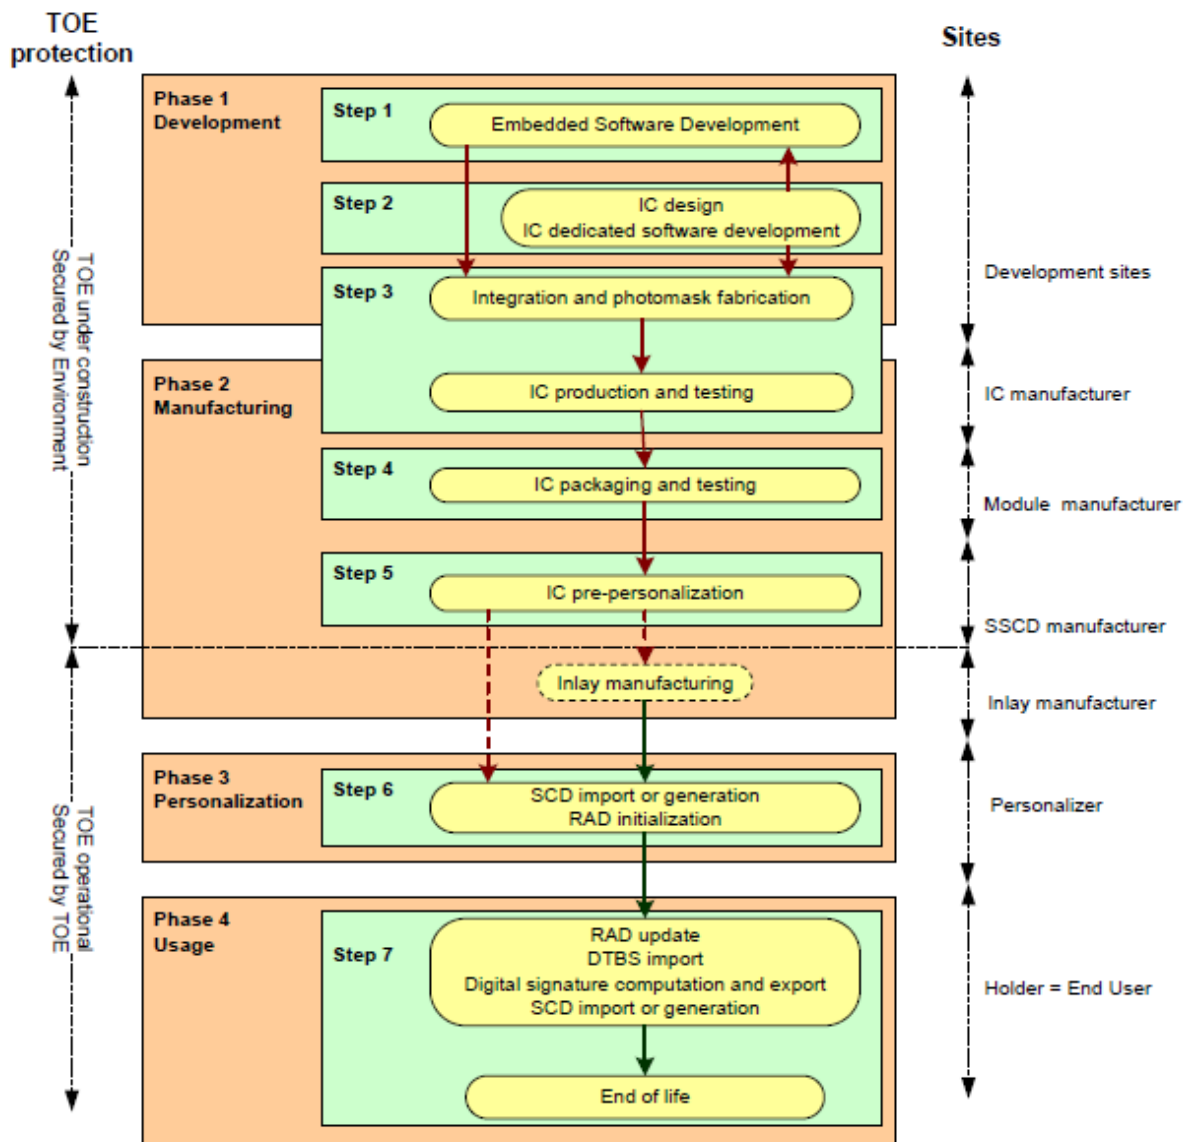 TOE
protection
Sites
Phase 1
Development
Step 1
Embedded Software Development
Step 2
IC design
IC dedicated software development
Step 3
Integration and photomask fabrication
Development sites
TOE under construction
Secured by Environment
Phase 2
Manufacturing
IC production and testing
IC manufacturer
Step 4
IC packaging and testing
Module manufacturer
Step 5
IC pre-personalization
SSCD manufacturer
Inlay manufacturing
Inlay manufacturer
Phase 3
Personalization
Step 6
SCD import or generation
RAD initialization
Personalizer
TOE operational
Secured by TOE
Phase 4
Usage
Step 7
RAD update
DTBS import
Digital signature computation and export
SCD import or generation
Holder = End User
End of life